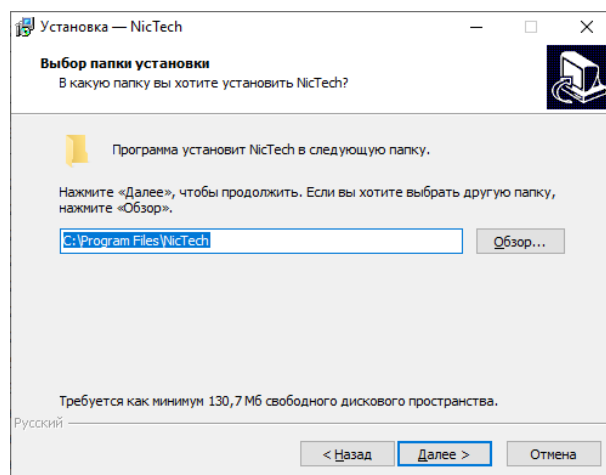 Установка — NicTech
Выбор папки установки
В какую папку вы хотите установить NicTech?
Программа установит NicTech в следующую папку.
Нажмите «Далее», чтобы продолжить. Если вы хотите выбрать другую папку,
нажмите «Обзор».
C:\Program Files\NicTech
Обзор...
Требуется как минимум 130,7 Мб свободного дискового пространства.
Русский
< Назад
Далее >
Отмена